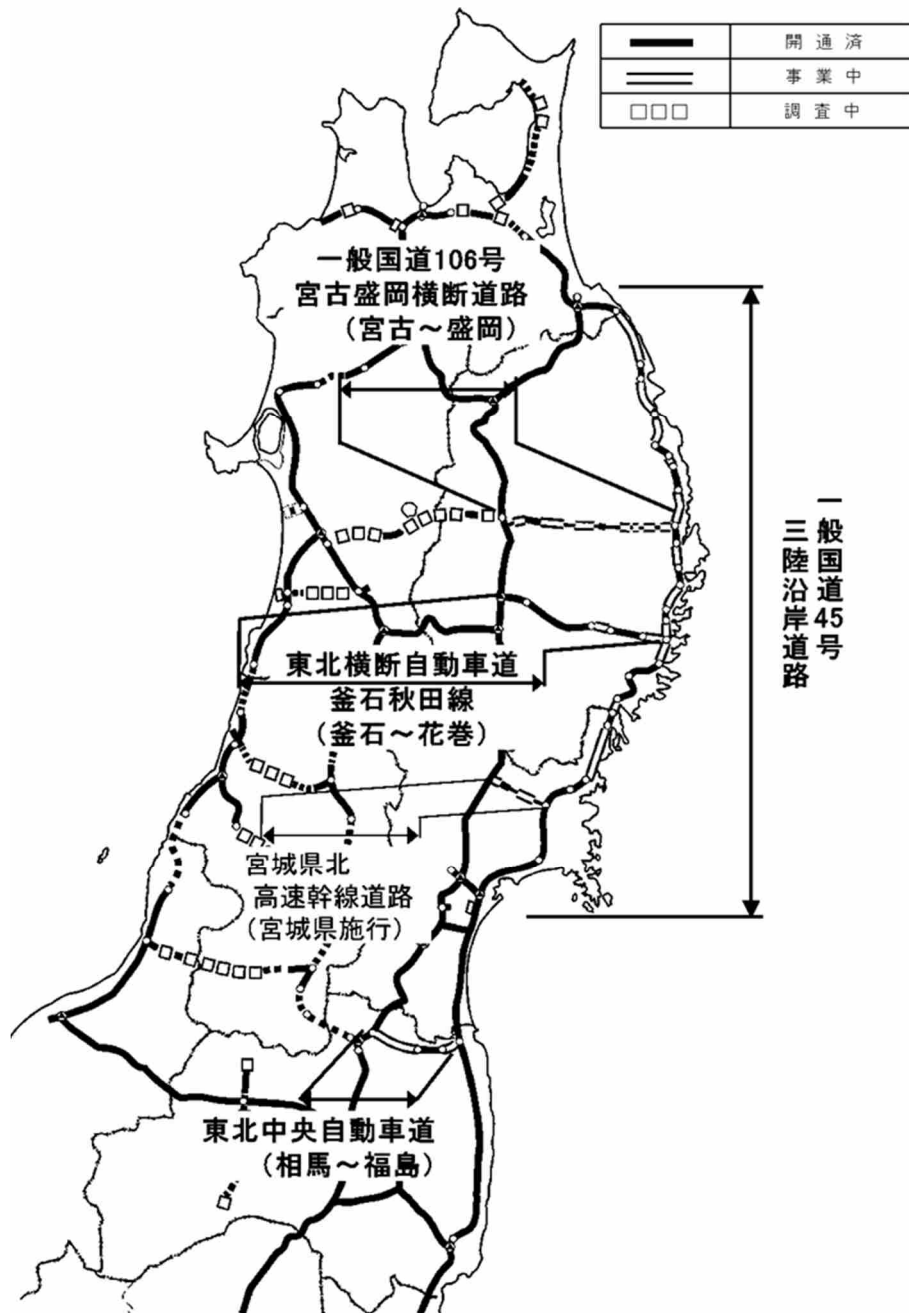 開通済
事業中
調査中
一般国道106号
宮古盛岡横断道路
（宮古～盛岡）
一般国道45号
三陸沿岸道路
東北横断自動車道
釜石秋田線
（釜石～花巻）
宮城県北
高速幹線道路
（宮城県施行）
東北中央自動車道
（相馬～福島）